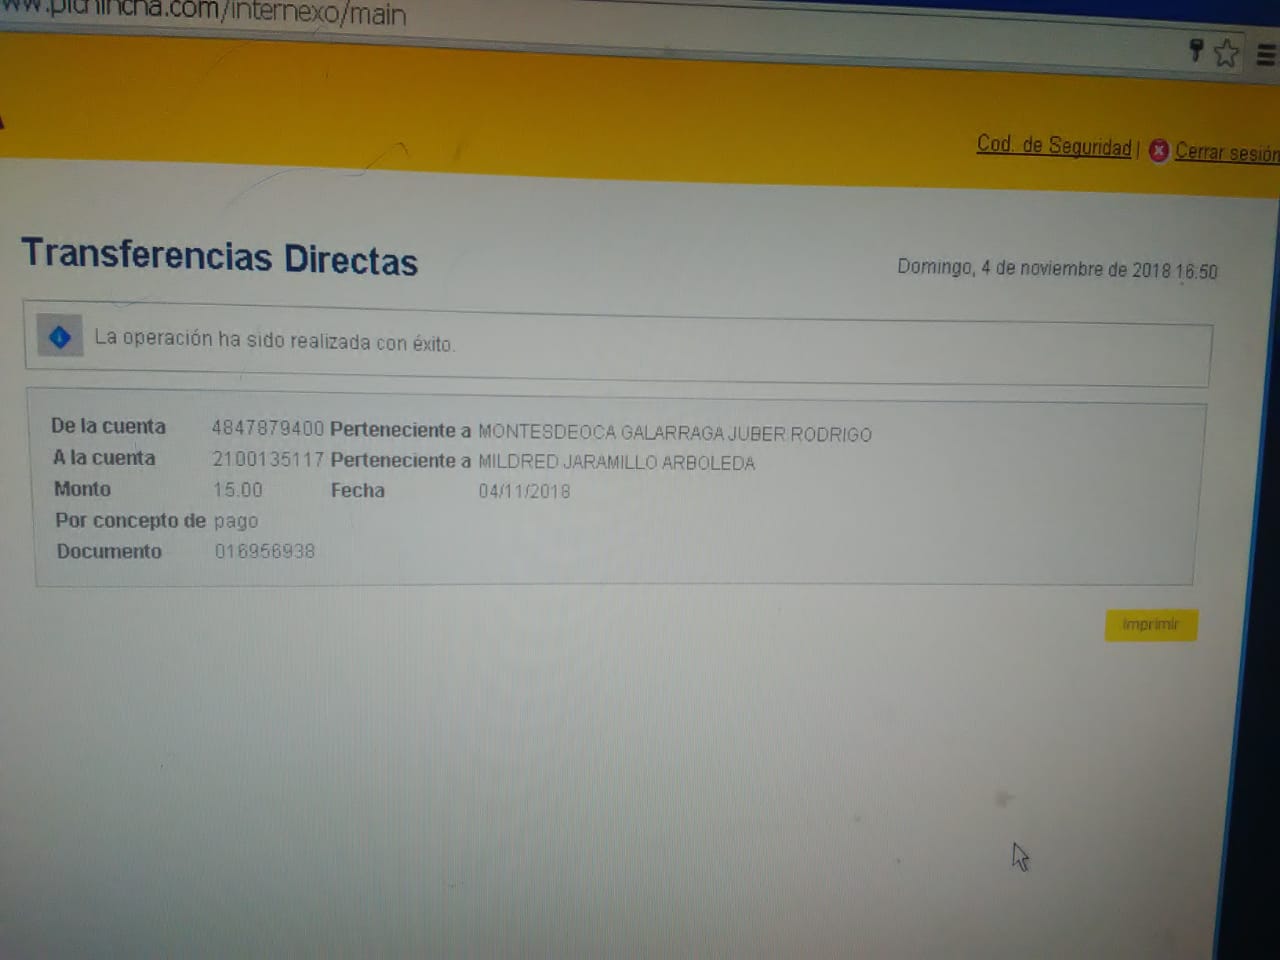 ww.pichincha.com/internexo/main
Cod. de Seguridad | Cerrar sesión
Transferencias Directas
Domingo, 4 de noviembre de 2018 16:50
La operación ha sido realizada con éxito.
De la cuenta 4847879400 Perteneciente a MONTESDEOCA GALARRAGA JUBER RODRIGO
A la cuenta 2100135117 Perteneciente a MILDRED JARAMILLO ARBOLEDA
Monto 15.00 Fecha 04/11/2018
Por concepto de pago
Documento 016956938
Imprimir